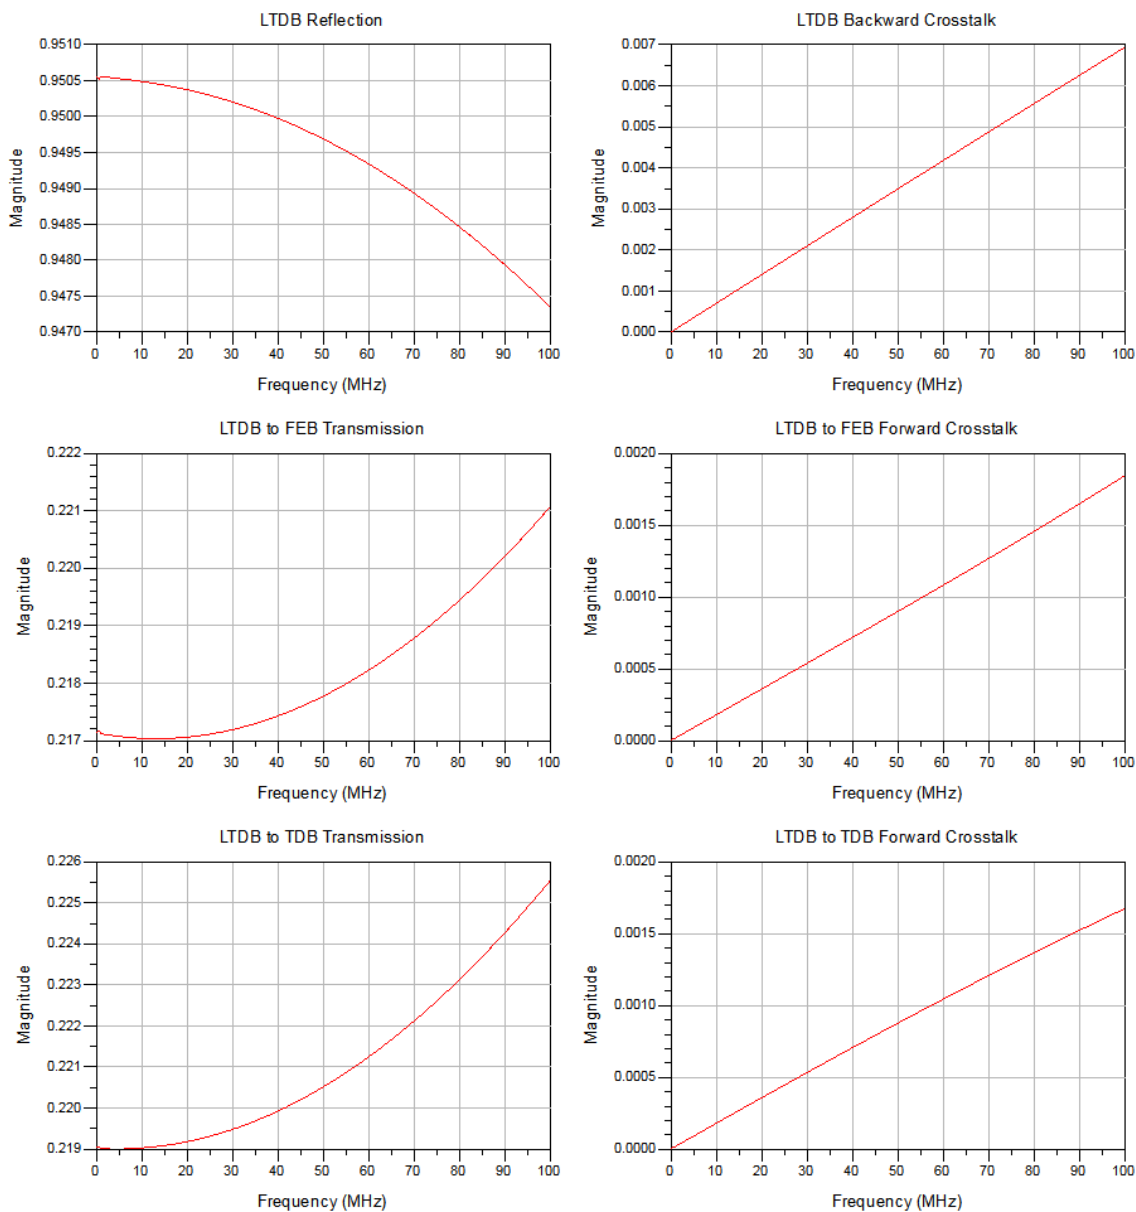 LTDB Reflection
0.9510
0.9505
0.9500
0.9495
0.9490
0.9485
0.9480
0.9475
0.9470
Magnitude
0 10 20 30 40 50 60 70 80 90 100
Frequency (MHz)
LTDB Backward Crosstalk
0.007
0.006
0.005
0.004
0.003
0.002
0.001
0.000
Magnitude
0 10 20 30 40 50 60 70 80 90 100
Frequency (MHz)
LTDB to FEB Transmission
0.222
0.221
0.220
0.219
0.218
0.217
Magnitude
0 10 20 30 40 50 60 70 80 90 100
Frequency (MHz)
LTDB to FEB Forward Crosstalk
0.0020
0.0015
0.0010
0.0005
0.0000
Magnitude
0 10 20 30 40 50 60 70 80 90 100
Frequency (MHz)
LTDB to TDB Transmission
0.226
0.225
0.224
0.223
0.222
0.221
0.220
0.219
Magnitude
0 10 20 30 40 50 60 70 80 90 100
Frequency (MHz)
LTDB to TDB Forward Crosstalk
0.0020
0.0015
0.0010
0.0005
0.0000
Magnitude
0 10 20 30 40 50 60 70 80 90 100
Frequency (MHz)